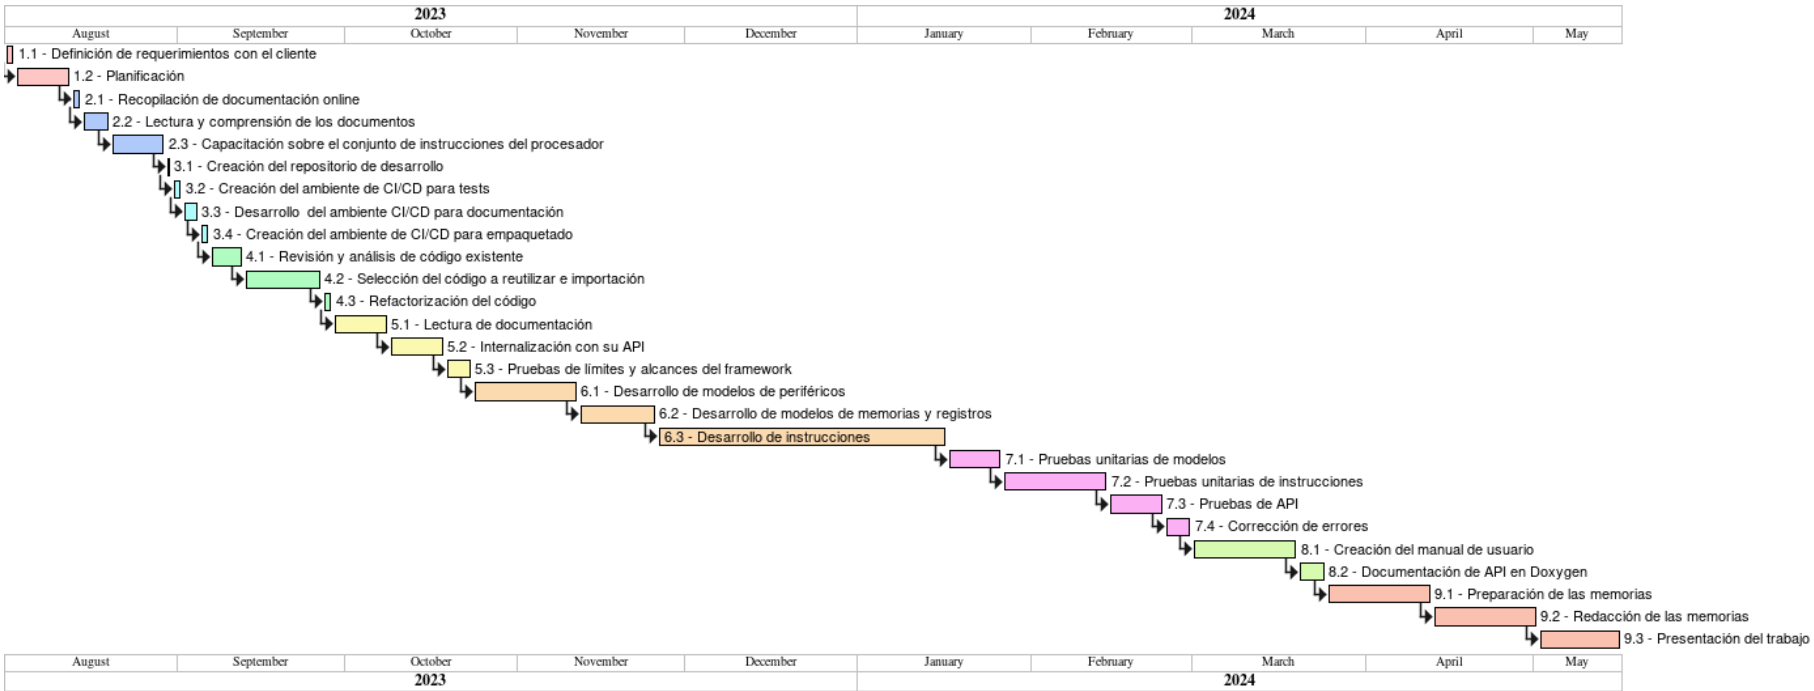 2023 2024
August September October November December January February March April May
1.1 - Definición de requerimientos con el cliente
1.2 - Planificación
2.1 - Recopilación de documentación online
2.2 - Lectura y comprensión de los documentos
2.3 - Capacitación sobre el conjunto de instrucciones del procesador
3.1 - Creación del repositorio de desarrollo
3.2 - Creación del ambiente de CI/CD para tests
3.3 - Desarrollo del ambiente CI/CD para documentación
3.4 - Creación del ambiente de CI/CD para empaquetado
4.1 - Revisión y análisis de código existente
4.2 - Selección del código a reutilizar e importación
4.3 - Refactorización del código
5.1 - Lectura de documentación
5.2 - Internalización con su API
5.3 - Pruebas de límites y alcances del framework
6.1 - Desarrollo de modelos de periféricos
6.2 - Desarrollo de modelos de memorias y registros
6.3 - Desarrollo de instrucciones
7.1 - Pruebas unitarias de modelos
7.2 - Pruebas unitarias de instrucciones
7.3 - Pruebas de API
7.4 - Corrección de errores
8.1 - Creación del manual de usuario
8.2 - Documentación de API en Doxygen
9.1 - Preparación de las memorias
9.2 - Redacción de las memorias
9.3 - Presentación del trabajo
August September October November December January February March April May
2023 2024